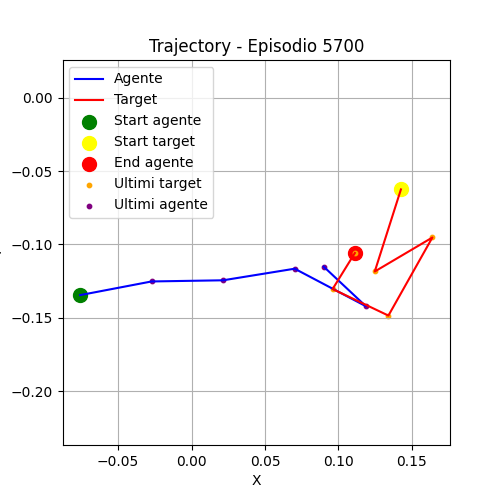 Trajectory - Episodio 5700
Agente
Target
Start agente
Start target
End agente
Ultimi target
Ultimi agente
0.00
−0.05
−0.10
−0.15
−0.20
−0.05
0.00
0.05
0.10
0.15
X